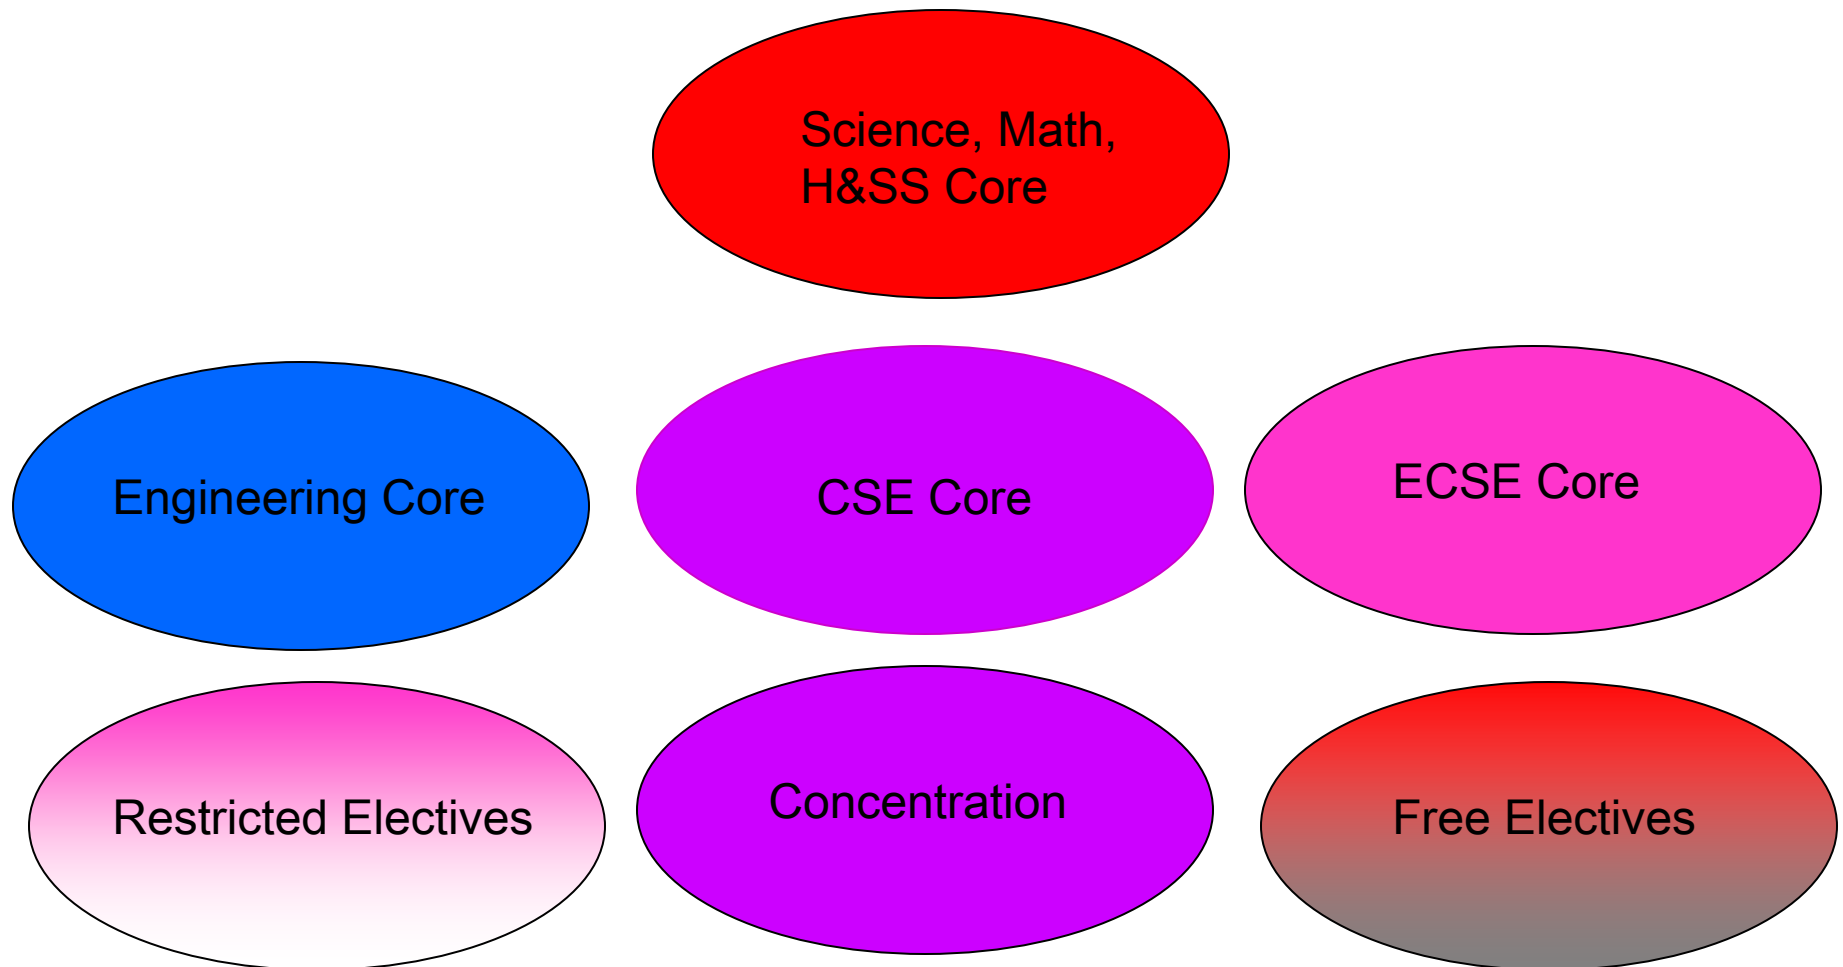 Science, Math,
H&SS Core
Engineering Core
CSE Core
ECSE Core
Restricted Electives
Concentration
Free Electives